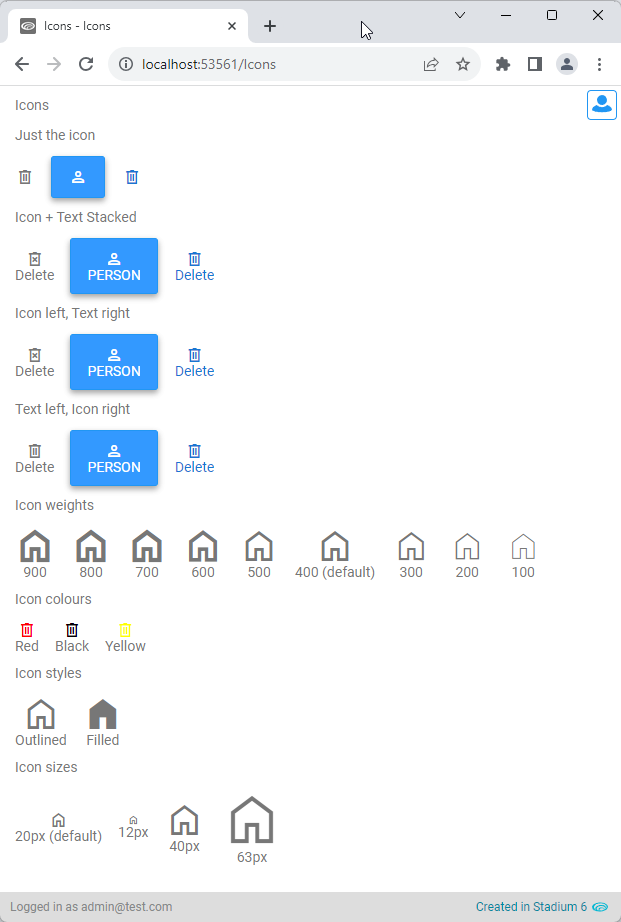 Icons - Icons
localhost:53561/Icons
Icons
Just the icon
Icon + Text Stacked
Delete PERSON Delete
Icon left, Text right
Delete PERSON Delete
Text left, Icon right
Delete PERSON Delete
Icon weights
900 800 700 600 500 400 (default) 300 200 100
Icon colours
Red Black Yellow
Icon styles
Outlined Filled
Icon sizes
20px (default) 12px 40px 63px
Logged in as admin@test.com Created in Stadium 6